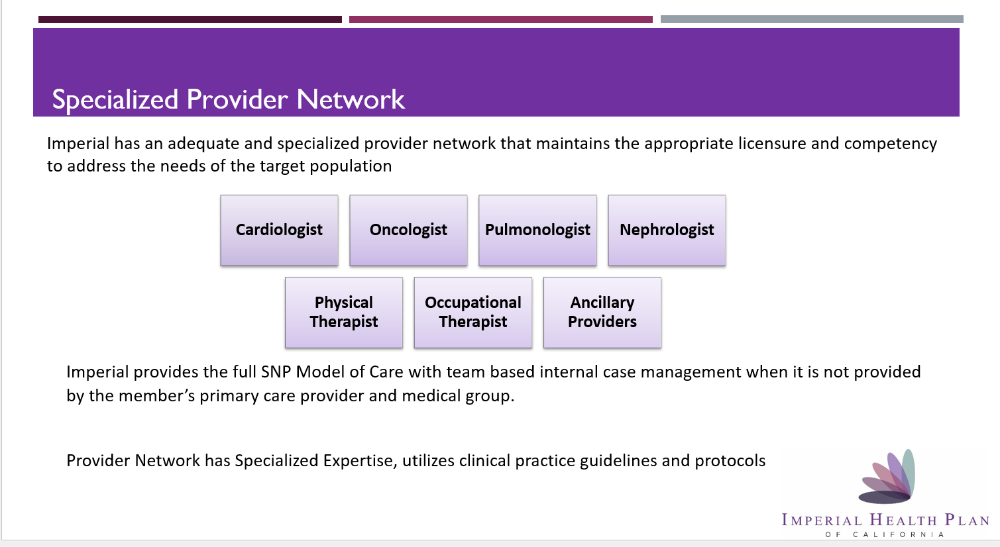 Specialized Provider Network
Imperial has an adequate and specialized provider network that maintains the appropriate licensure and competency
to address the needs of the target population
Cardiologist
Oncologist
Pulmonologist
Nephrologist
Physical
Therapist
Occupational
Therapist
Ancillary
Providers
Imperial provides the full SNP Model of Care with team based internal case management when it is not provided
by the member’s primary care provider and medical group.
Provider Network has Specialized Expertise, utilizes clinical practice guidelines and protocols
IMPERIAL HEALTH PLAN
OF CALIFORNIA